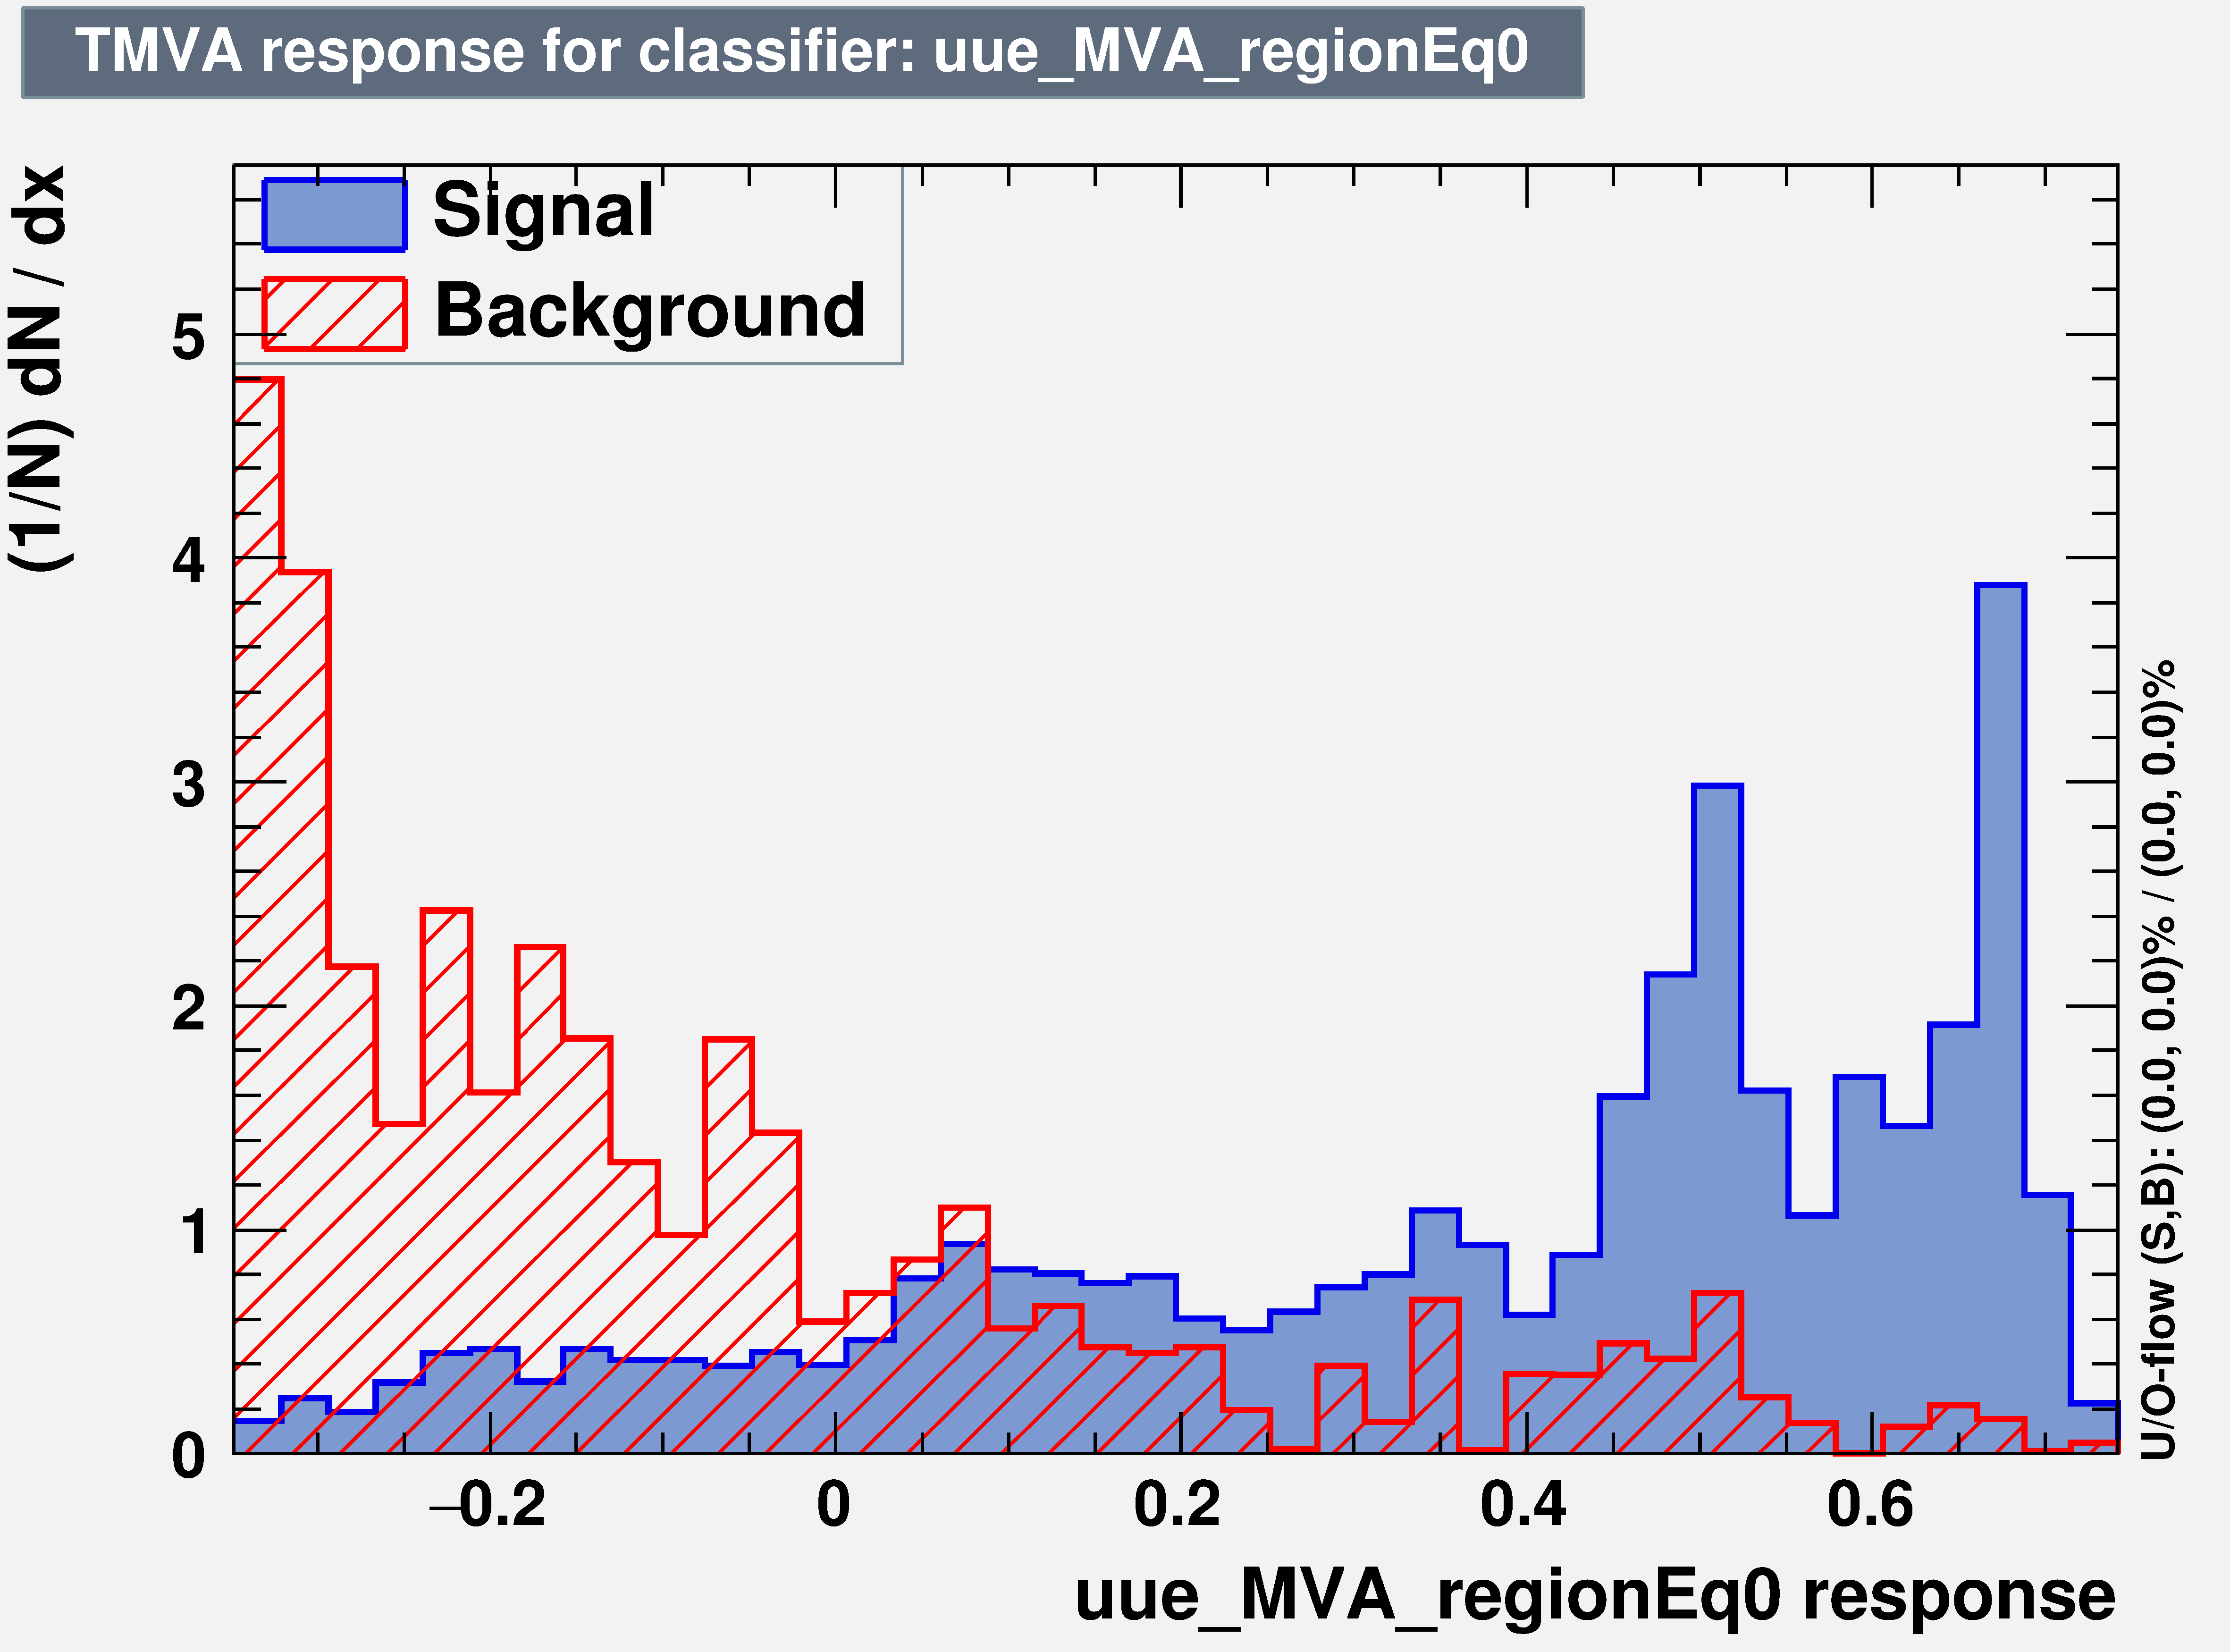 TMVA response for classifier: uue_MVA_regionEq0
(1/N) dN / dx
Signal
Background
5
4
3
2
1
0
−0.2 0 0.2 0.4 0.6
uue_MVA_regionEq0 response
U/O-flow (S,B): (0.0, 0.0)% / (0.0, 0.0)%